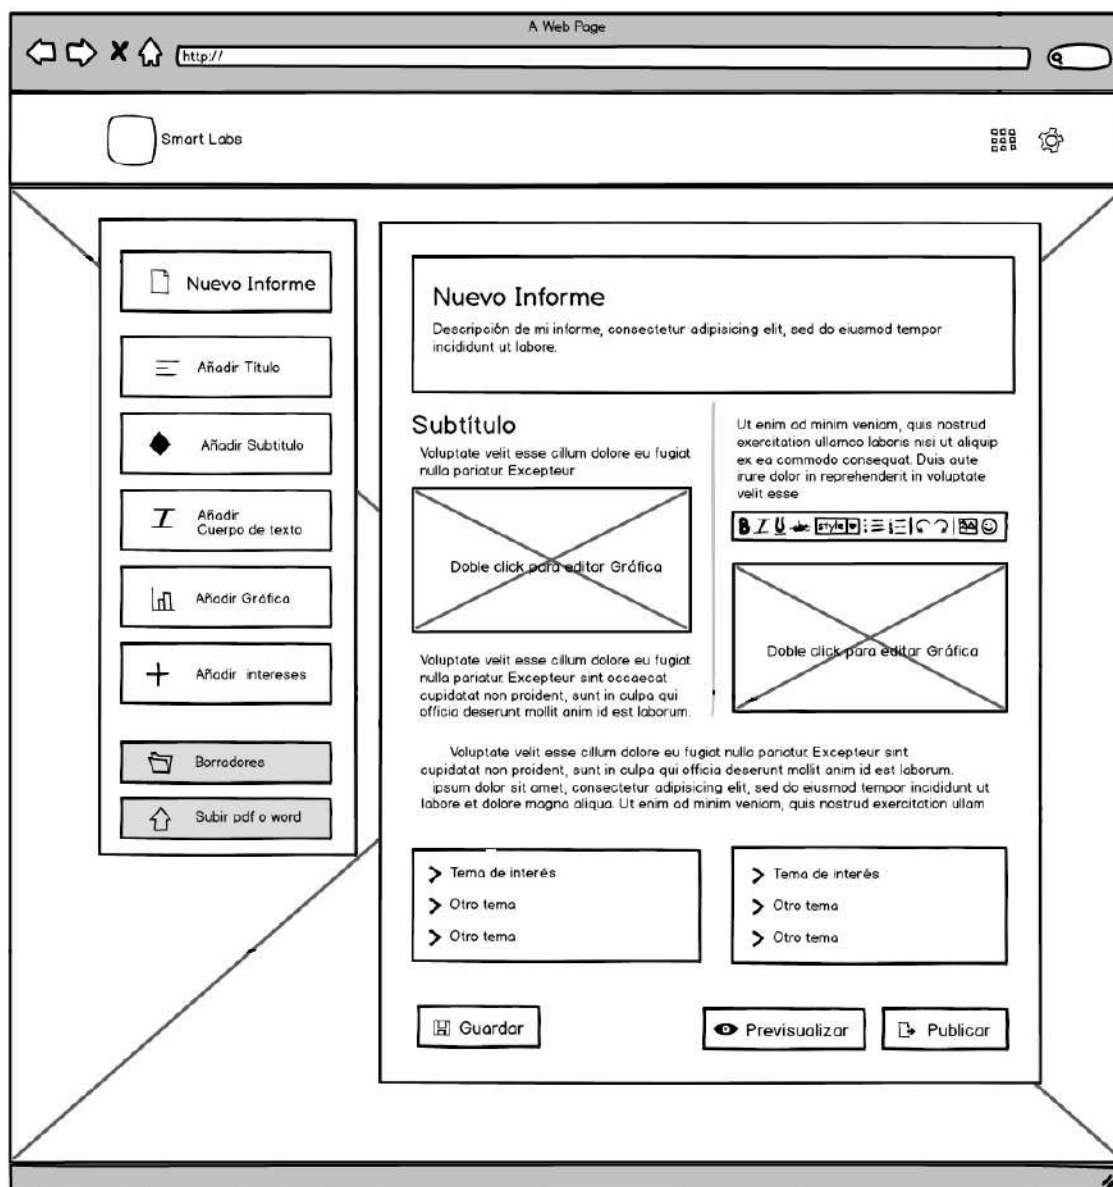 A Web Page
http://
Smart Labs
Nuevo Informe
Añadir Título
Añadir Subtitulo
Añadir
Cuerpo de texto
Añadir Gráfica
Añadir intereses
Borradores
Subir pdf o word
Nuevo Informe
Descripción de mi informe, consectetur adipisicing elit, sed do eiusmod tempor
incididunt ut labore.
Subtítulo
Voluptate velit esse cillum dolore eu fugiat
nulla pariatur. Excepteur
Doble click para editar Gráfica
Voluptate velit esse cillum dolore eu fugiat
nulla pariatur. Excepteur sint occaecat
cupidatat non proident, sunt in culpa qui
officia deserunt mollit anim id est laborum.
Ut enim ad minim veniam, quis nostrud
exercitation ullamco laboris nisi ut aliquip
ex ea commodo consequat. Duis aute
irure dolor in reprehenderit in voluptate
velit esse
B I U abc style
Doble click para editar Gráfica
Voluptate velit esse cillum dolore eu fugiat nulla pariatur. Excepteur sint
cupidatat non proident, sunt in culpa qui officia deserunt mollit anim id est laborum.
ipsum dolor sit amet, consectetur adipisicing elit, sed do eiusmod tempor incididunt ut
labore et dolore magna aliqua. Ut enim ad minim veniam, quis nostrud exercitation ullam
Tema de interés
Otro tema
Otro tema
Tema de interés
Otro tema
Otro tema
Guardar
Previsualizar
Publicar